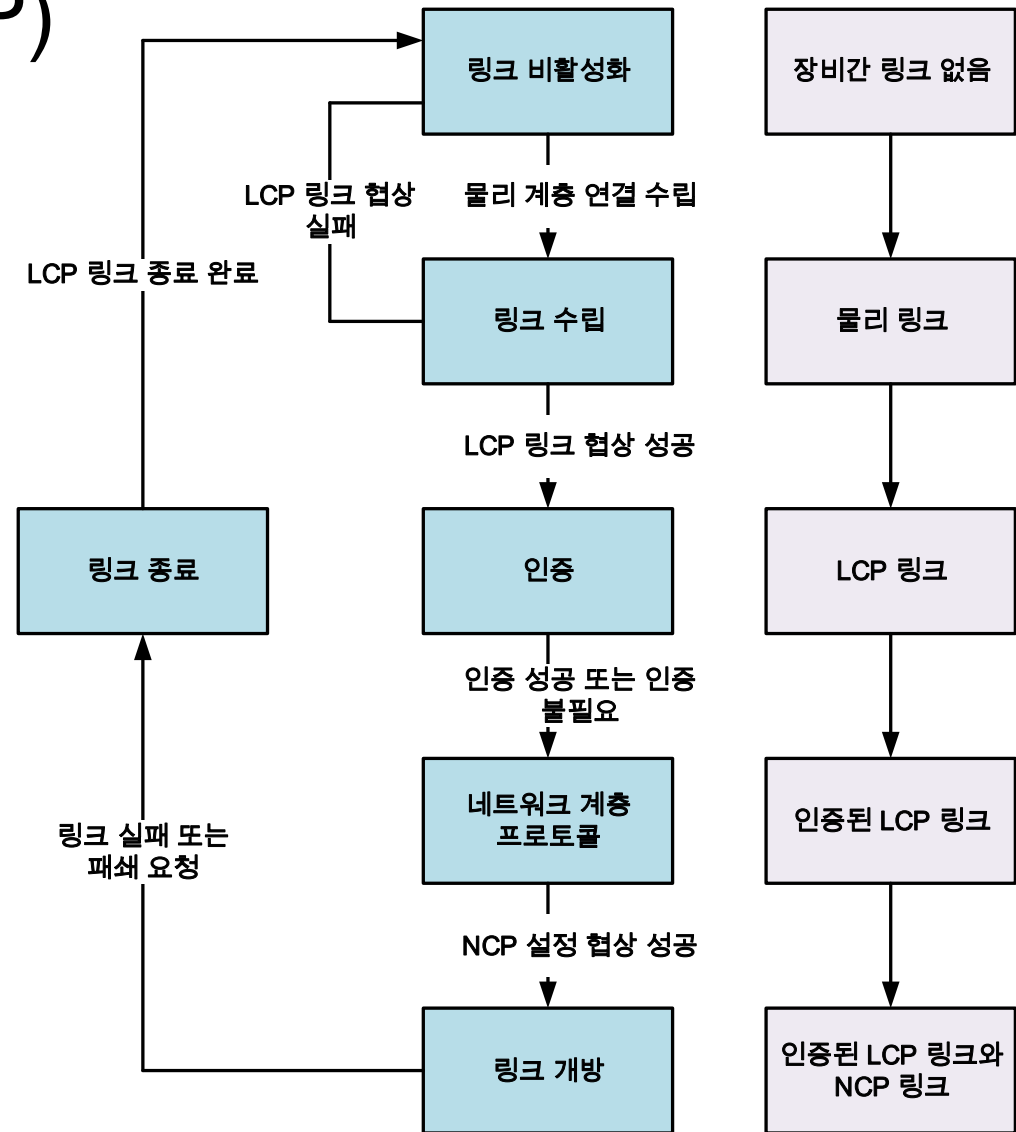 P)
링크 비활성화
장비간 링크 없음
LCP 링크 협상
실패
물리 계층 연결 수립
LCP 링크 종료 완료
링크 수립
물리 링크
LCP 링크 협상 성공
링크 종료
인증
LCP 링크
인증 성공 또는 인증
불필요
네트워크 계층
프로토콜
인증된 LCP 링크
링크 실패 또는
패쇄 요청
NCP 설정 협상 성공
링크 개방
인증된 LCP 링크와
NCP 링크